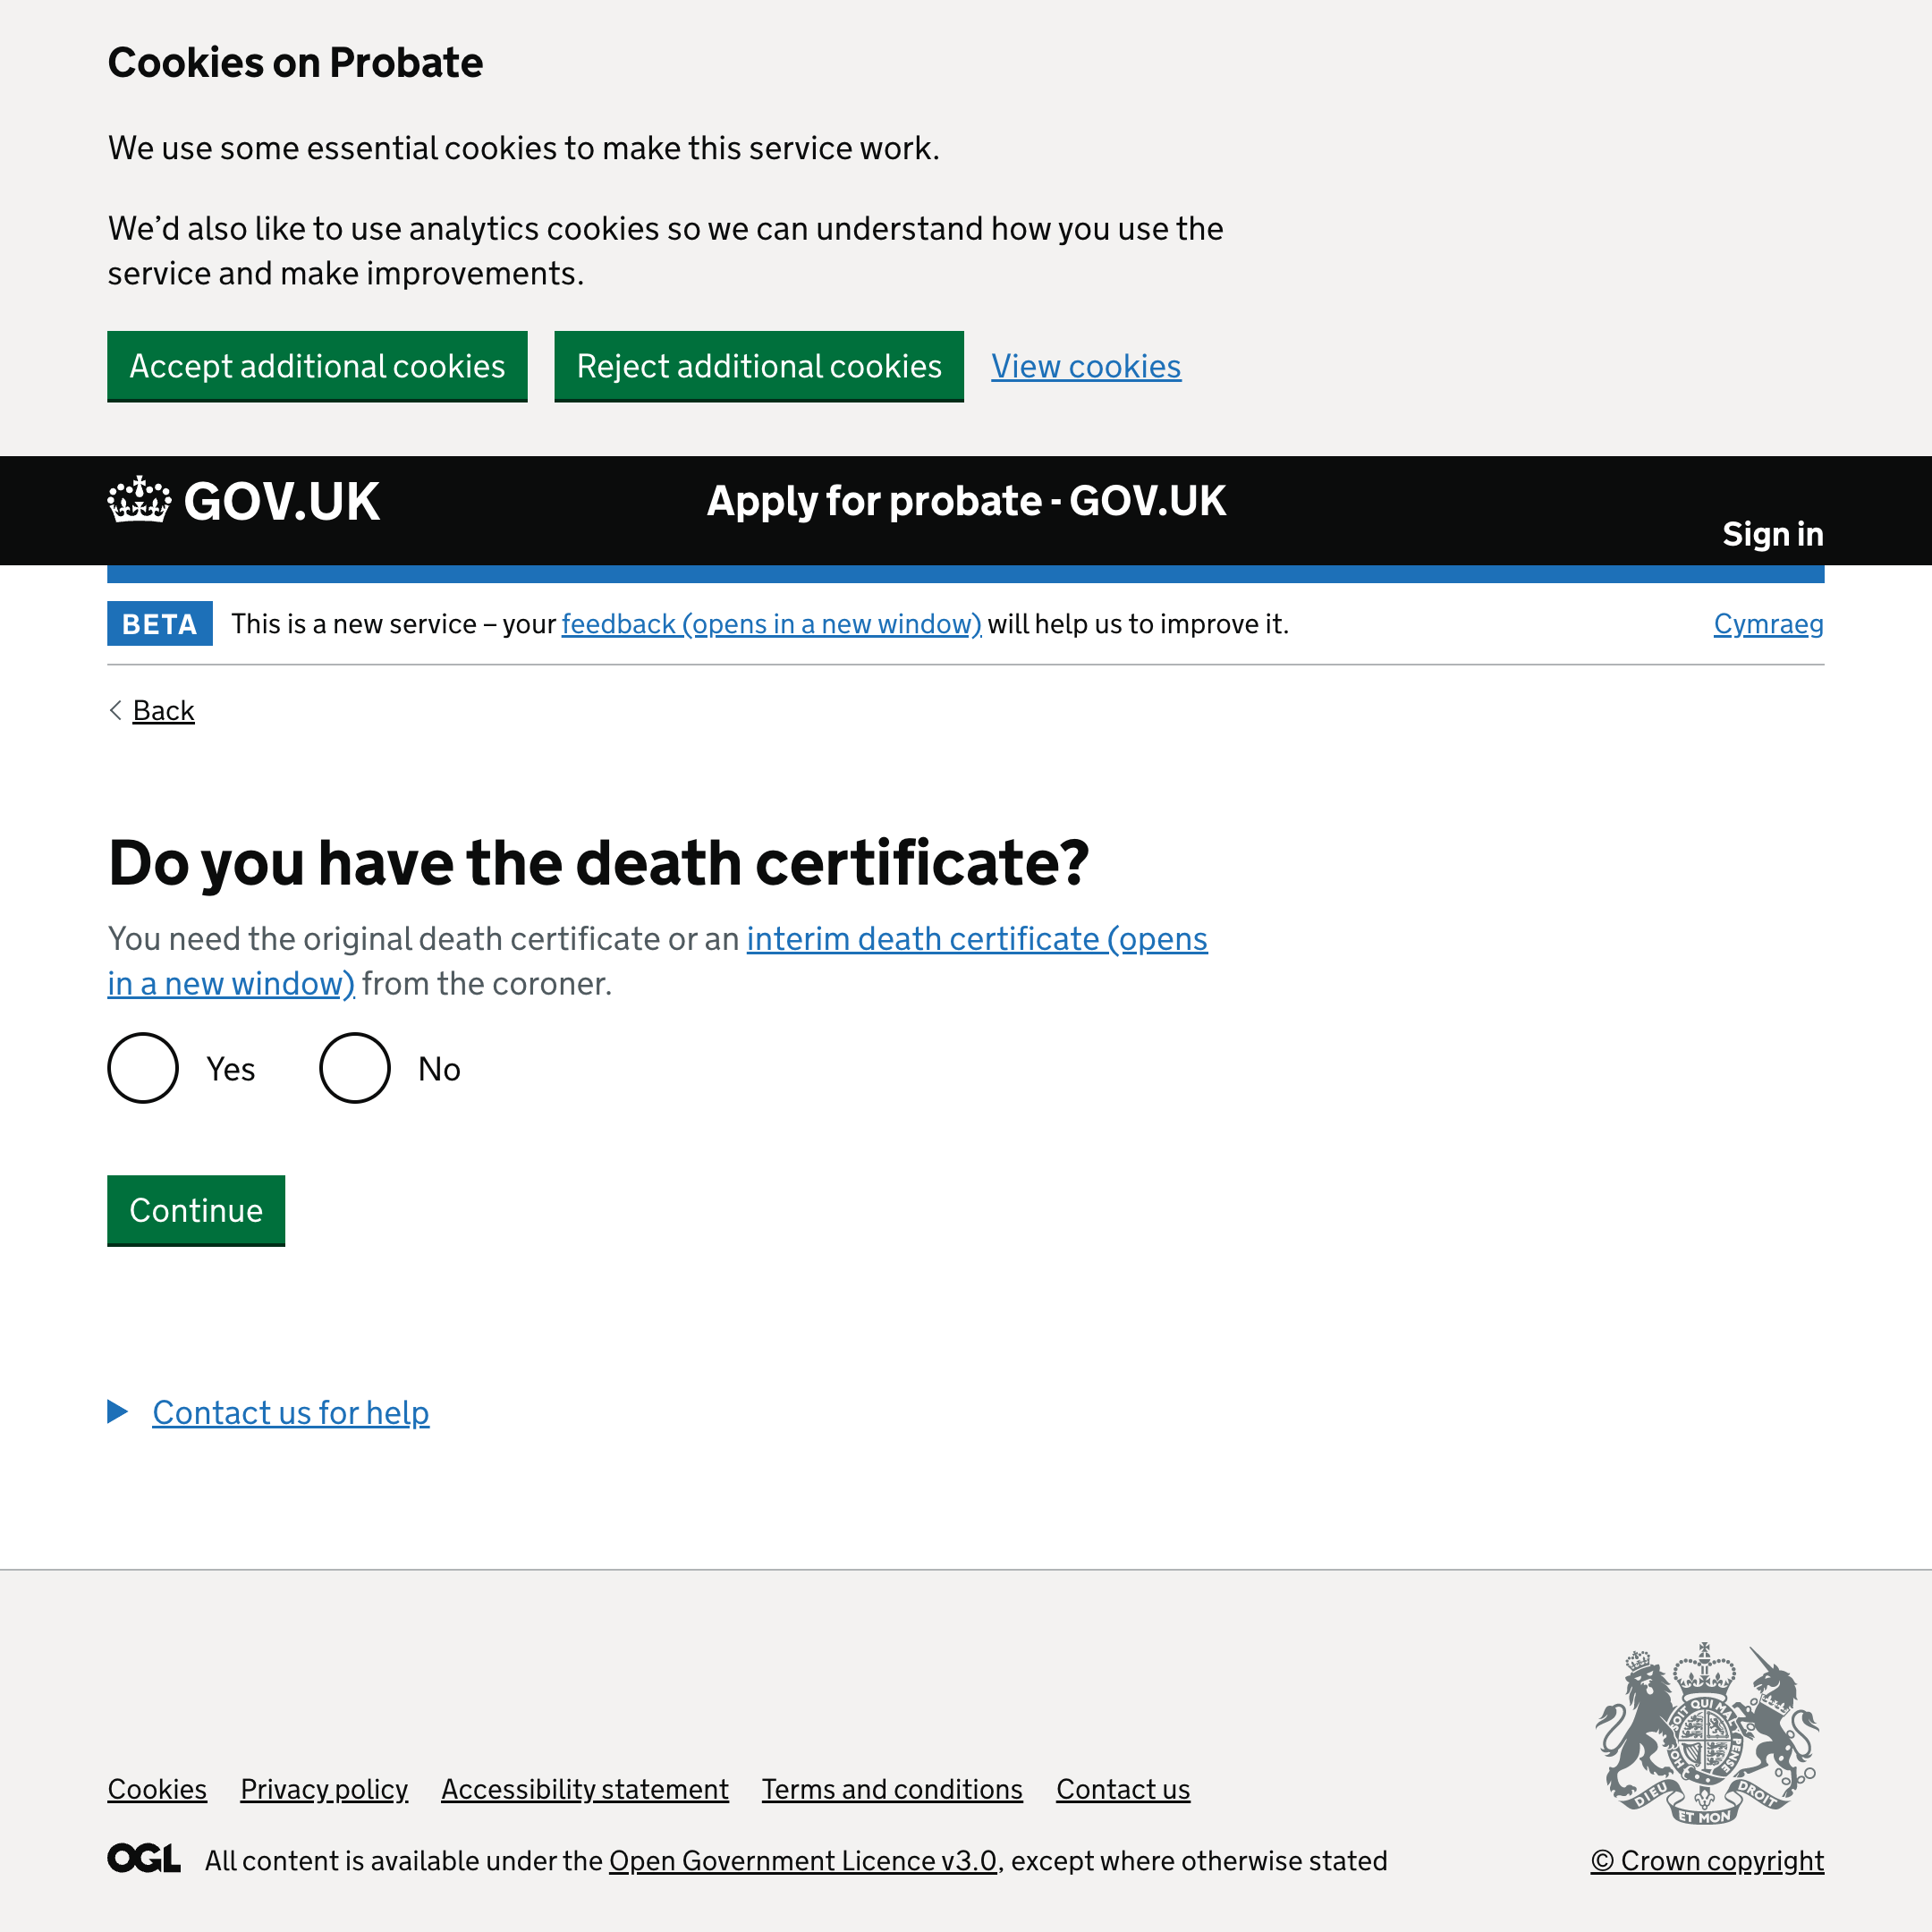 Cookies on Probate
We use some essential cookies to make this service work.
We’d also like to use analytics cookies so we can understand how you use the
service and make improvements.
Accept additional cookies Reject additional cookies View cookies
GOV.UK Apply for probate - GOV.UK
Sign in
BETA This is a new service – your feedback (opens in a new window) will help us to improve it. Cymraeg
Back
Do you have the death certificate?
You need the original death certificate or an interim death certificate (opens
in a new window) from the coroner.
Yes No
Continue
Contact us for help
SOIT QUI MAL Y PENSE
HO
DIEU ET MON DROIT
Cookies Privacy policy Accessibility statement Terms and conditions Contact us
OGL All content is available under the Open Government Licence v3.0, except where otherwise stated © Crown copyright